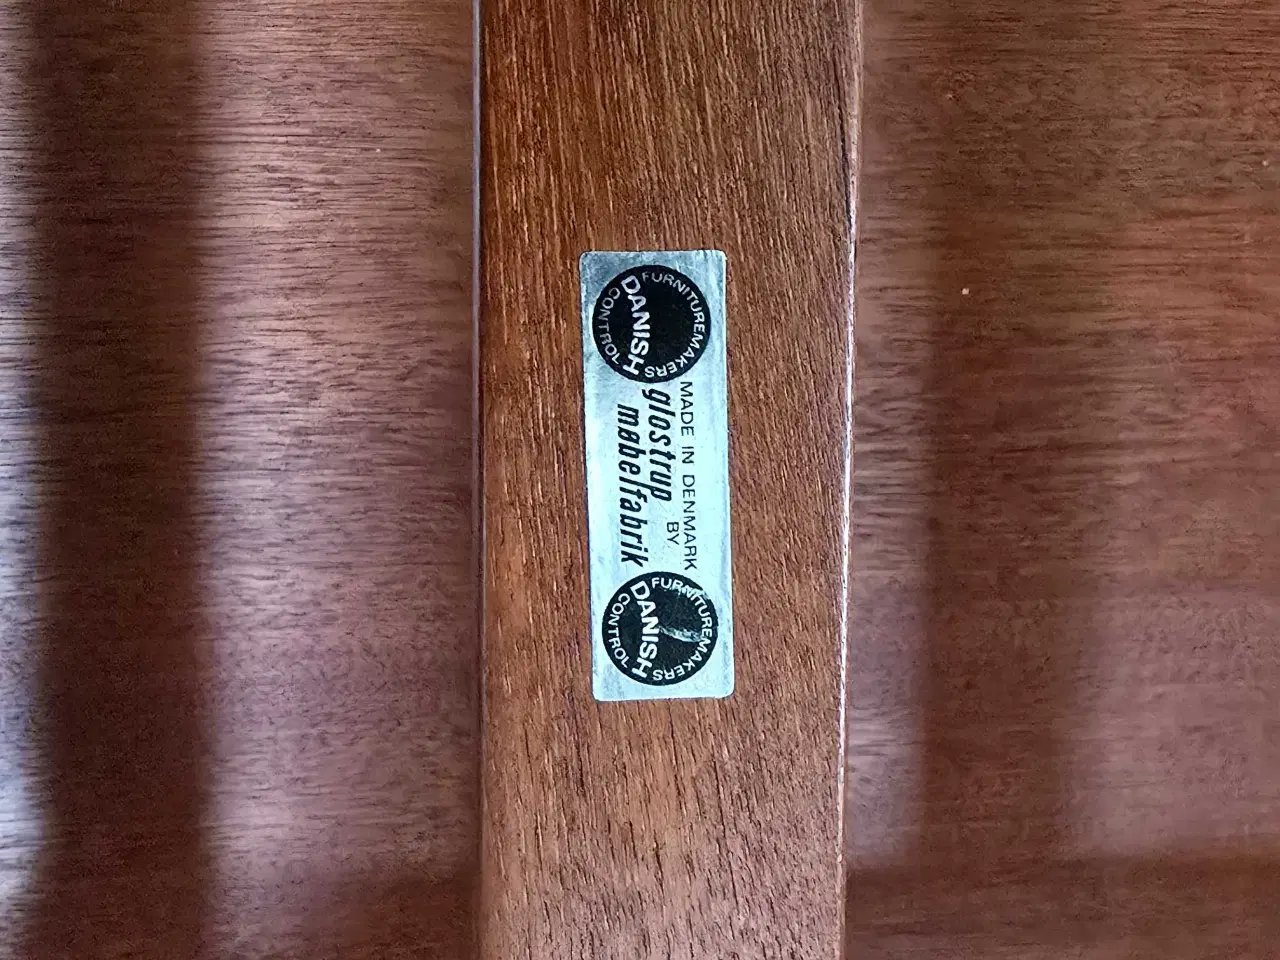 FURNITUREMAKERS
DANISH
CONTROL
MADE IN DENMARK
BY
glostrup
møbelfabrik
FURNITUREMAKERS
DANISH
CONTROL